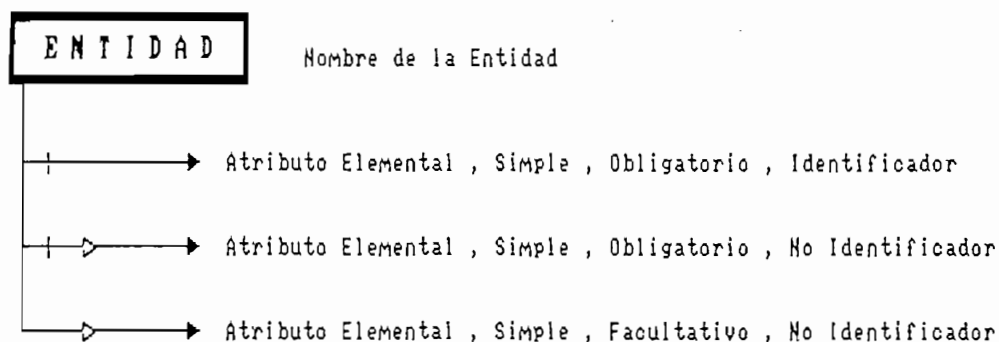 ENTIDAD
Nombre de la Entidad
Atributo Elemental , Simple , Obligatorio , Identificador
Atributo Elemental , Simple , Obligatorio , No Identificador
Atributo Elemental , Simple , Facultativo , No Identificador